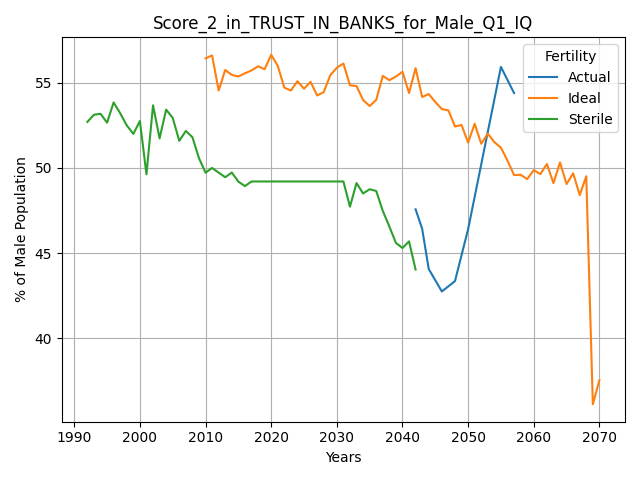 Score_2_in_TRUST_IN_BANKS_for_Male_Q1_IQ
Fertility
Actual
Ideal
Sterile
% of Male Population
55
50
45
40
1990 2000 2010 2020 2030 2040 2050 2060 2070
Years